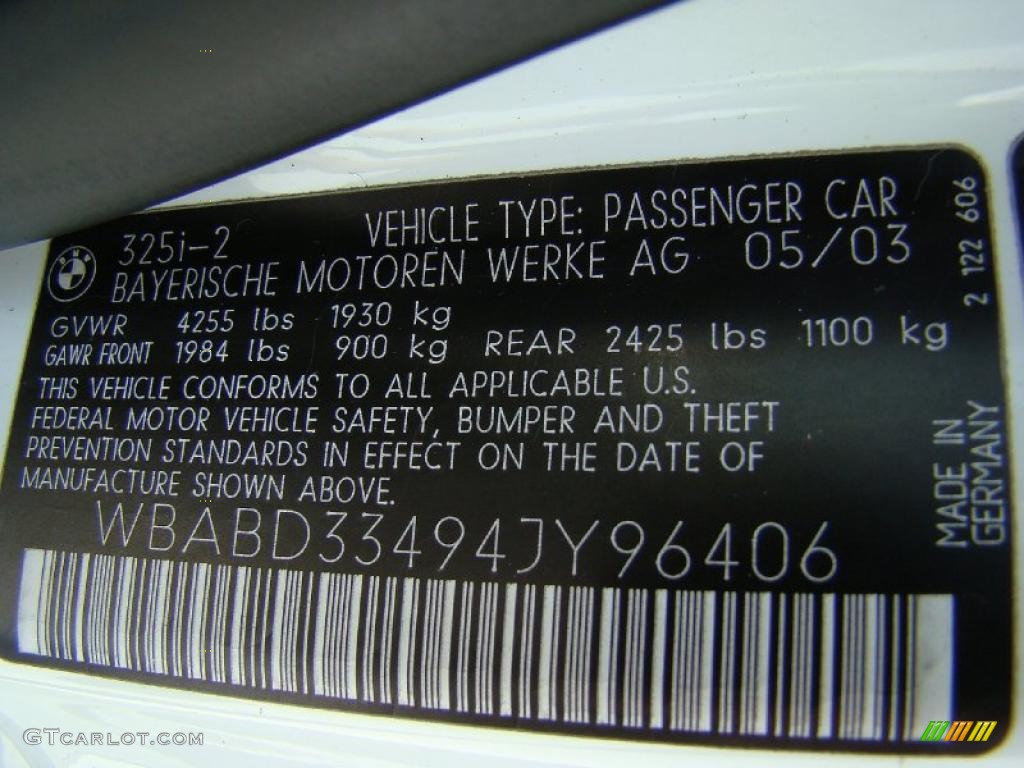 325i-2 VEHICLE TYPE: PASSENGER CAR
BAYERISCHE MOTOREN WERKE AG 05/03
GVWR 4255 lbs 1930 kg
GAWR FRONT 1984 lbs 900 kg REAR 2425 lbs 1100 kg
THIS VEHICLE CONFORMS TO ALL APPLICABLE U.S.
FEDERAL MOTOR VEHICLE SAFETY, BUMPER AND THEFT
PREVENTION STANDARDS IN EFFECT ON THE DATE OF
MANUFACTURE SHOWN ABOVE.
WBABD33494JY96406
2 122 606
MADE IN
GERMANY
GTCARLOT.COM